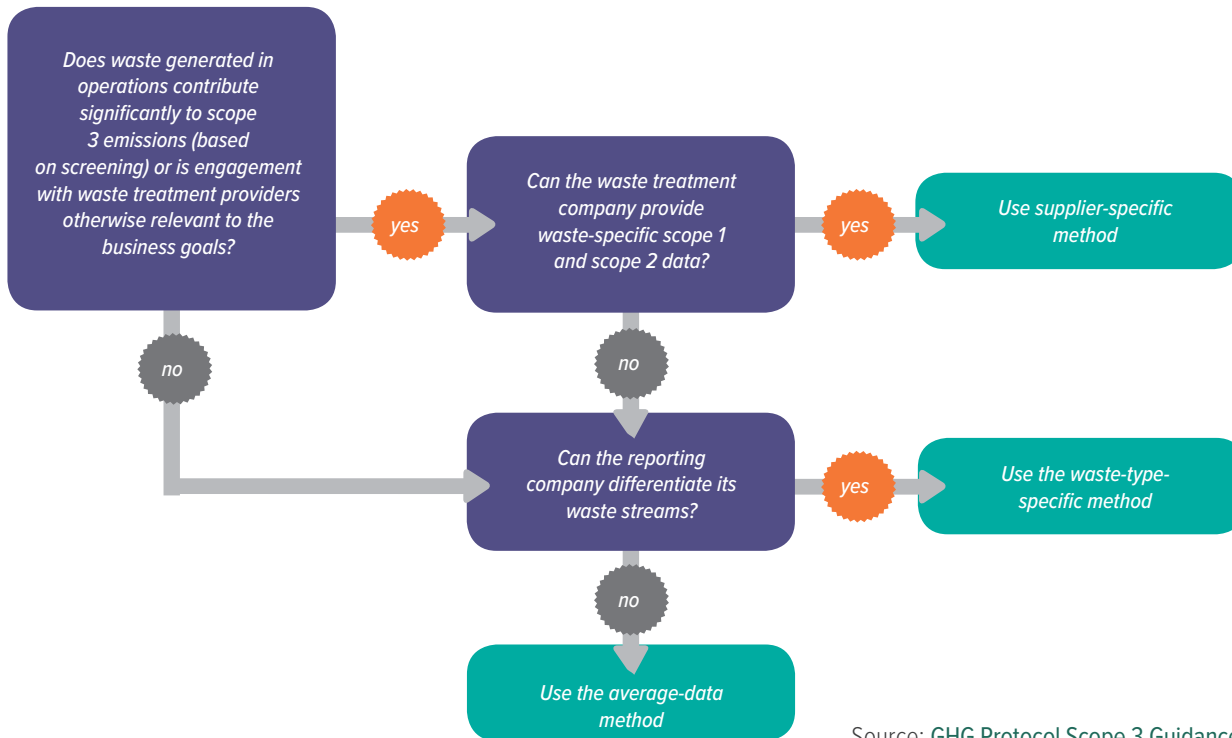 Does waste generated in
operations contribute
significantly to scope
3 emissions (based
on screening) or is engagement
with waste treatment providers
otherwise relevant to the
business goals?
yes
Can the waste treatment
company provide
waste-specific scope 1
and scope 2 data?
yes
Use supplier-specific
method
no
no
Can the reporting
company differentiate its
waste streams?
yes
Use the waste-type-
specific method
no
Use the average-data
method
Source: GHG Protocol Scope 3 Guidance